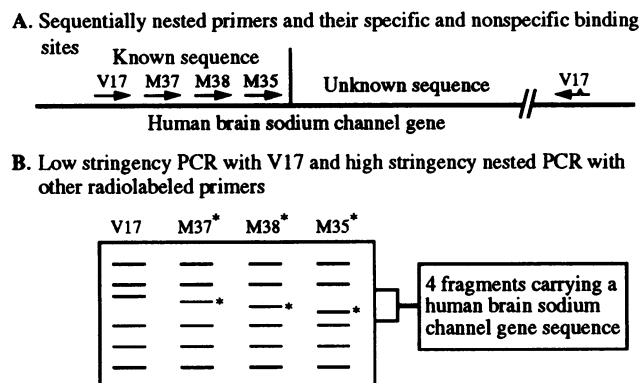 A. Sequentially nested primers and their specific and nonspecific binding
sites
Known sequence
V17 M37 M38 M35
Unknown sequence
V17
Human brain sodium channel gene
B. Low stringency PCR with V17 and high stringency nested PCR with
other radiolabeled primers
V17 M37* M38* M35*
* * *
4 fragments carrying a
human brain sodium
channel gene sequence